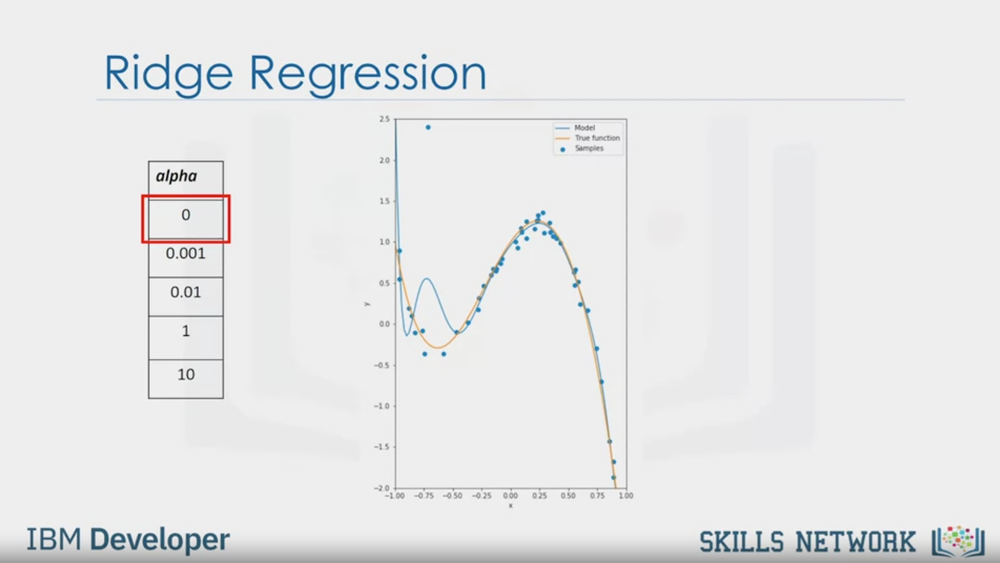 Ridge Regression
alpha
0
0.001
0.01
1
10
Model
True function
Samples
2.5
2.0
1.5
1.0
0.5
0.0
−0.5
−1.0
−1.5
−2.0
y
−1.00 −0.75 −0.50 −0.25 0.00 0.25 0.50 0.75 1.00
x
IBM Developer
SKILLS NETWORK